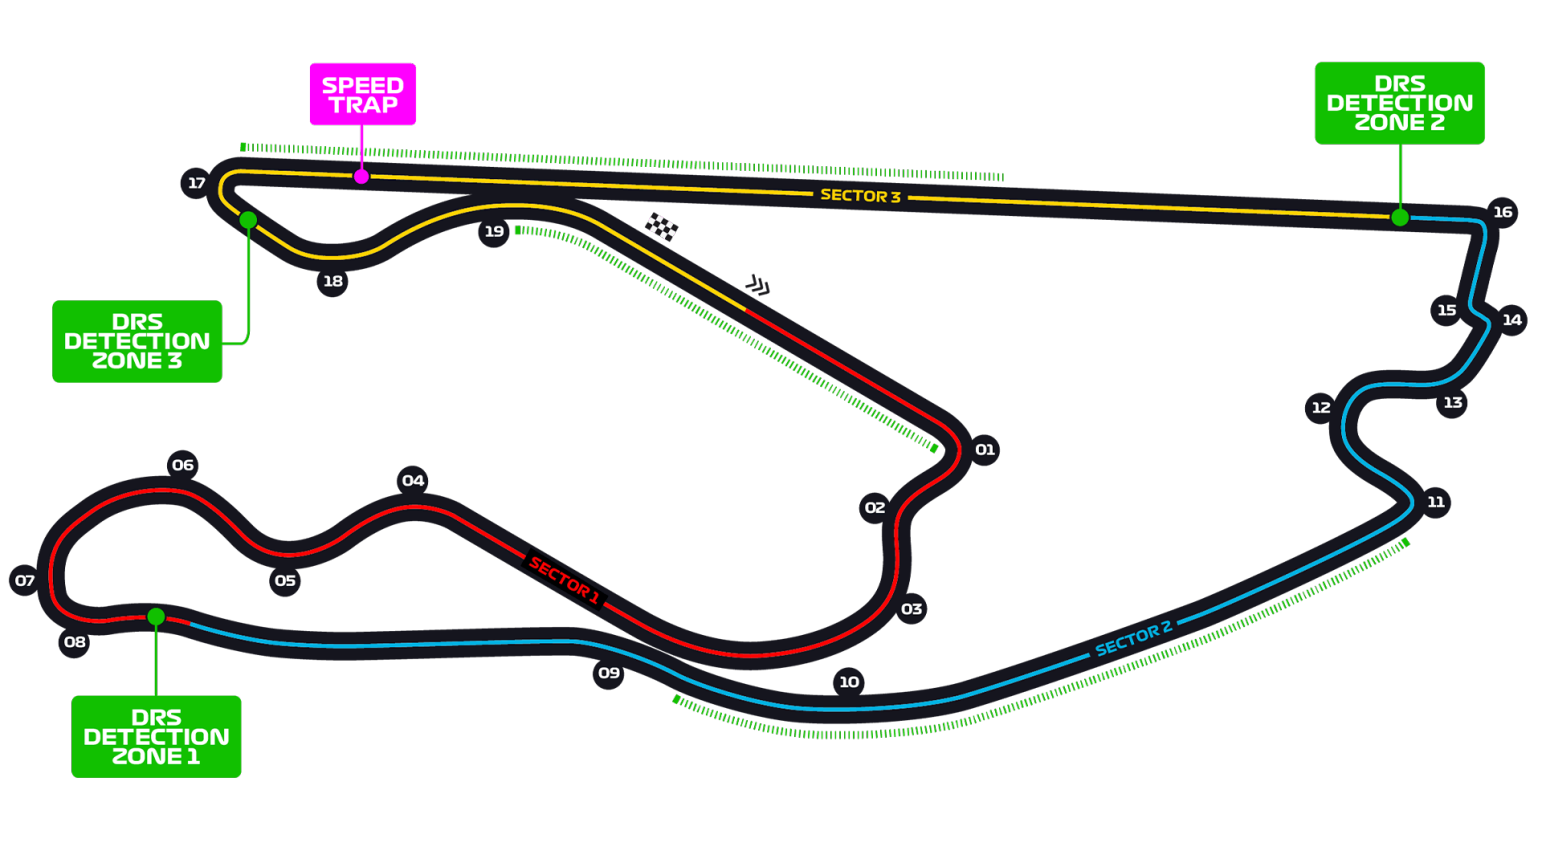 SPEED
TRAP
DRS
DETECTION
ZONE 2
17
SECTOR 3
16
19
18
15
14
DRS
DETECTION
ZONE 3
12
13
01
06
04
02
11
05
07
SECTOR 1
03
08
SECTOR 2
09
10
DRS
DETECTION
ZONE 1